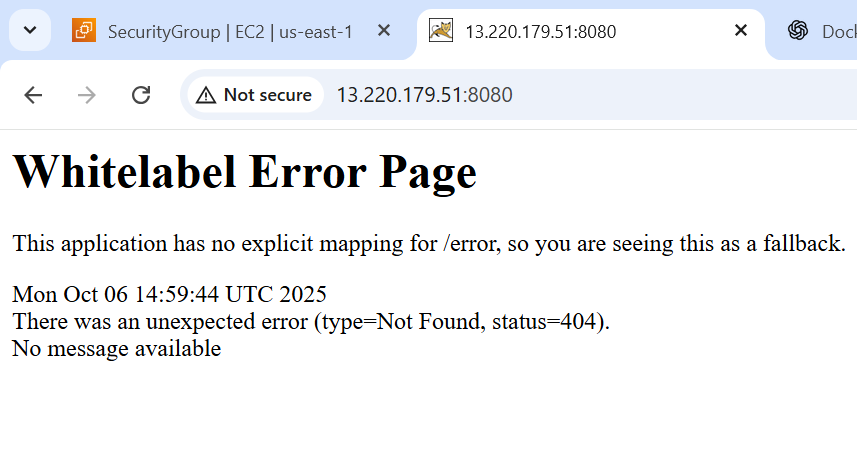 SecurityGroup | EC2 | us-east-1
13.220.179.51:8080
Dock
Not secure
13.220.179.51:8080
Whitelabel Error Page
This application has no explicit mapping for /error, so you are seeing this as a fallback.
Mon Oct 06 14:59:44 UTC 2025
There was an unexpected error (type=Not Found, status=404).
No message available